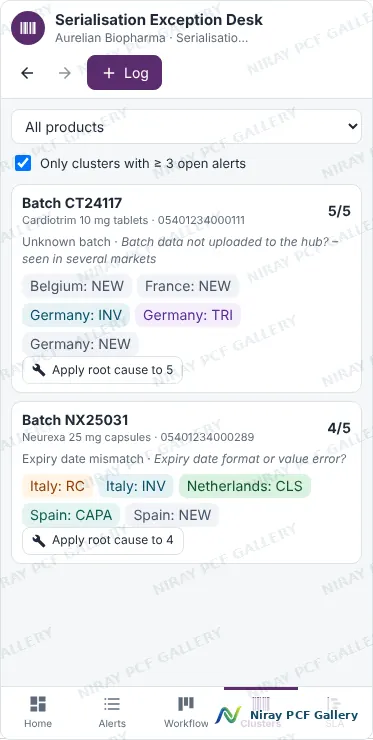 Serialisation Exception Desk
Aurelian Biopharma · Serialisatio...
Log
All products
Only clusters with ≥ 3 open alerts
Batch CT24117
5/5
Cardiotrim 10 mg tablets · 05401234000111
Unknown batch · Batch data not uploaded to the hub? –
seen in several markets
Belgium: NEW
France: NEW
Germany: INV
Germany: TRI
Germany: NEW
Apply root cause to 5
Batch NX25031
4/5
Neurexa 25 mg capsules · 05401234000289
Expiry date mismatch · Expiry date format or value error?
Italy: RC
Italy: INV
Netherlands: CLS
Spain: CAPA
Spain: NEW
Apply root cause to 4
Home
Alerts
Workflow
Clusters
SLA
Niray PCF Gallery
NIRAY PCF GALLERY